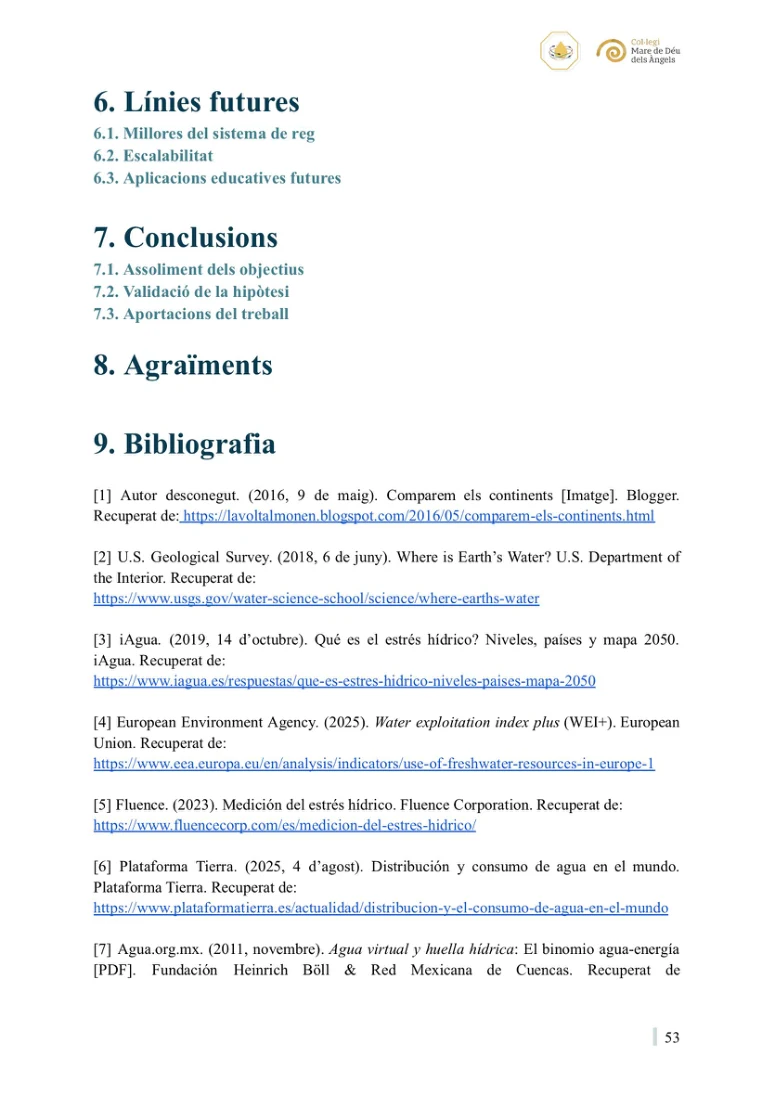 Col·legi
Mare de Déu
dels Àngels
6. Línies futures
6.1. Millores del sistema de reg
6.2. Escalabilitat
6.3. Aplicacions educatives futures
7. Conclusions
7.1. Assoliment dels objectius
7.2. Validació de la hipòtesi
7.3. Aportacions del treball
8. Agraïments
9. Bibliografia
[1] Autor desconegut. (2016, 9 de maig). Comparem els continents [Imatge]. Blogger.
Recuperat de: https://lavoltalmonen.blogspot.com/2016/05/comparem-els-continents.html
[2] U.S. Geological Survey. (2018, 6 de juny). Where is Earth’s Water? U.S. Department of
the Interior. Recuperat de:
https://www.usgs.gov/water-science-school/science/where-earths-water
[3] iAgua. (2019, 14 d’octubre). Qué es el estrés hídrico? Niveles, países y mapa 2050.
iAgua. Recuperat de:
https://www.iagua.es/respuestas/que-es-estres-hidrico-niveles-paises-mapa-2050
[4] European Environment Agency. (2025). Water exploitation index plus (WEI+). European
Union. Recuperat de:
https://www.eea.europa.eu/en/analysis/indicators/use-of-freshwater-resources-in-europe-1
[5] Fluence. (2023). Medición del estrés hídrico. Fluence Corporation. Recuperat de:
https://www.fluencecorp.com/es/medicion-del-estres-hidrico/
[6] Plataforma Tierra. (2025, 4 d’agost). Distribución y consumo de agua en el mundo.
Plataforma Tierra. Recuperat de:
https://www.plataformatierra.es/actualidad/distribucion-y-el-consumo-de-agua-en-el-mundo
[7] Agua.org.mx. (2011, novembre). Agua virtual y huella hídrica: El binomio agua-energía
[PDF]. Fundación Heinrich Böll & Red Mexicana de Cuencas. Recuperat de
53